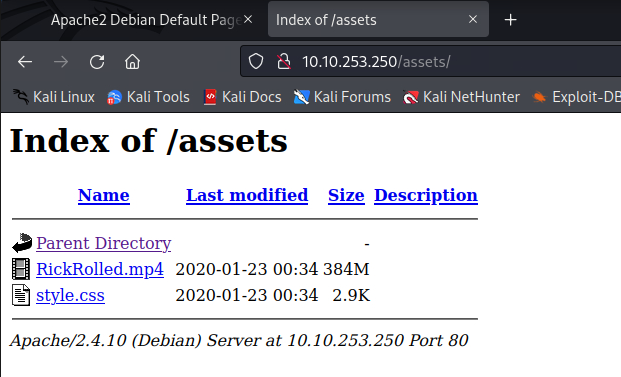 Apache2 Debian Default Page
Index of /assets
10.10.253.250/assets/
Kali Linux Kali Tools Kali Docs Kali Forums Kali NetHunter Exploit-DB
Index of /assets
Name Last modified Size Description
Parent Directory -
RickRolled.mp4 2020-01-23 00:34 384M
style.css 2020-01-23 00:34 2.9K
Apache/2.4.10 (Debian) Server at 10.10.253.250 Port 80